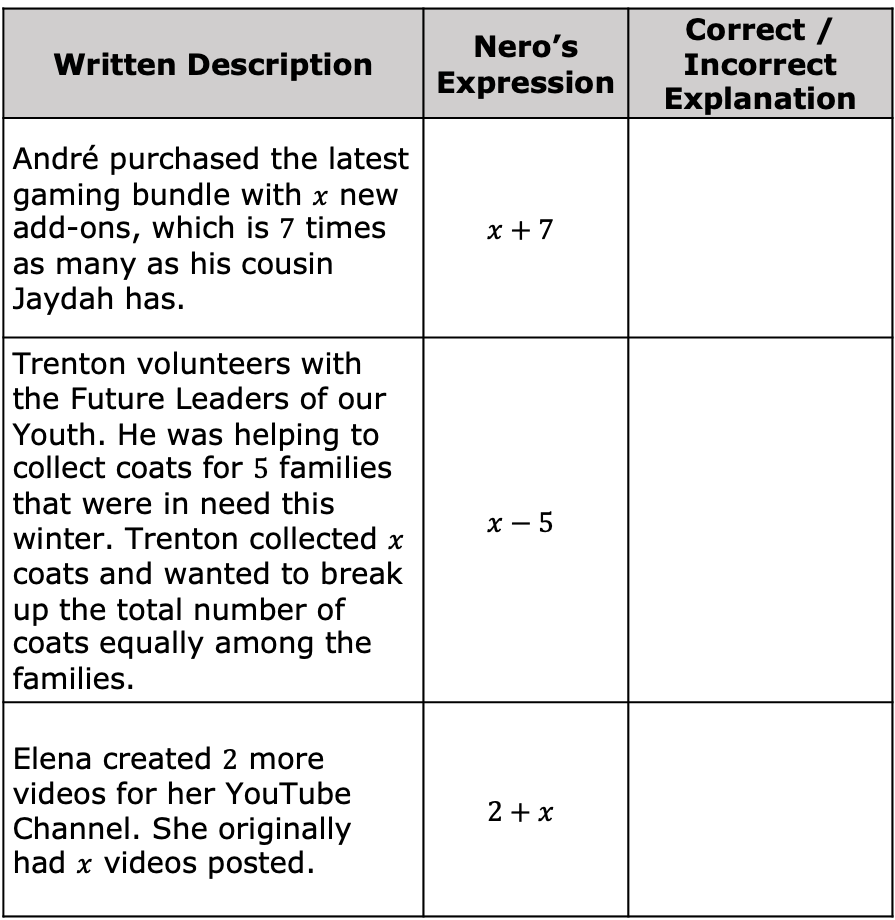 Written Description
Nero’s
Expression
Correct /
Incorrect
Explanation
André purchased the latest
gaming bundle with x new
add-ons, which is 7 times
as many as his cousin
Jaydah has.
x + 7
Trenton volunteers with
the Future Leaders of our
Youth. He was helping to
collect coats for 5 families
that were in need this
winter. Trenton collected x
coats and wanted to break
up the total number of
coats equally among the
families.
x − 5
Elena created 2 more
videos for her YouTube
Channel. She originally
had x videos posted.
2 + x